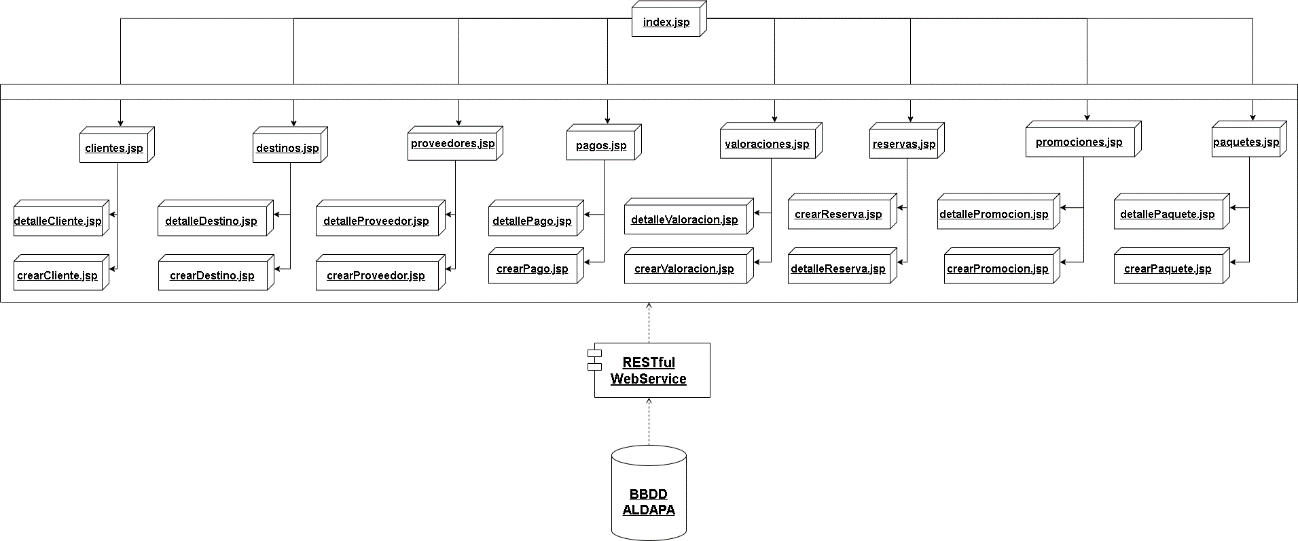 index.jsp
clientes.jsp
destinos.jsp
proveedores.jsp
pagos.jsp
valoraciones.jsp
reservas.jsp
promociones.jsp
paquetes.jsp
detalleCliente.jsp
detalleDestino.jsp
detalleProveedor.jsp
detallePago.jsp
detalleValoracion.jsp
crearReserva.jsp
detallePromocion.jsp
detallePaquete.jsp
crearCliente.jsp
crearDestino.jsp
crearProveedor.jsp
crearPago.jsp
crearValoracion.jsp
detalleReserva.jsp
crearPromocion.jsp
crearPaquete.jsp
RESTful
WebService
BBDD
ALDAPA